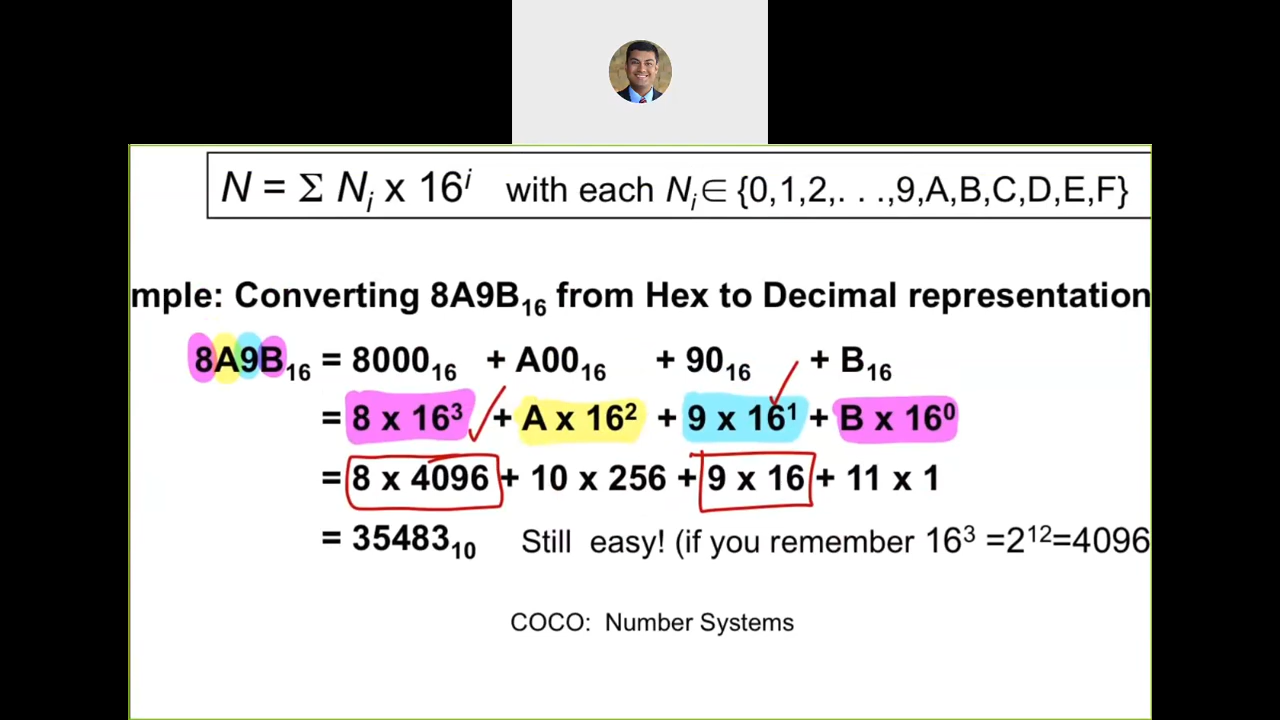 N = Σ Nᵢ x 16ⁱ with each Nᵢ ∈ {0,1,2,. . .,9,A,B,C,D,E,F}
mple: Converting 8A9B₁₆ from Hex to Decimal representation
8A9B₁₆ = 8000₁₆ + A00₁₆ + 90₁₆ + B₁₆
= 8 x 16³ + A x 16² + 9 x 16¹ + B x 16⁰
= 8 x 4096 + 10 x 256 + 9 x 16 + 11 x 1
= 35483₁₀ Still easy! (if you remember 16³ =2¹²=4096
COCO: Number Systems